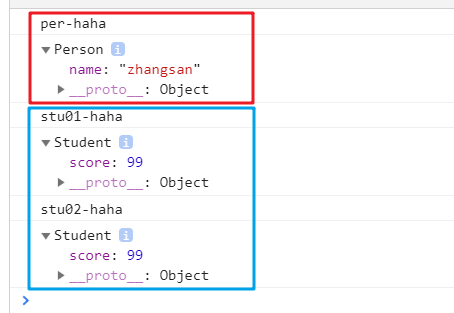 per-haha
▼Person i
name: "zhangsan"
▶__proto__: Object
stu01-haha
▼Student i
score: 99
▶__proto__: Object
stu02-haha
▼Student i
score: 99
▶__proto__: Object
>